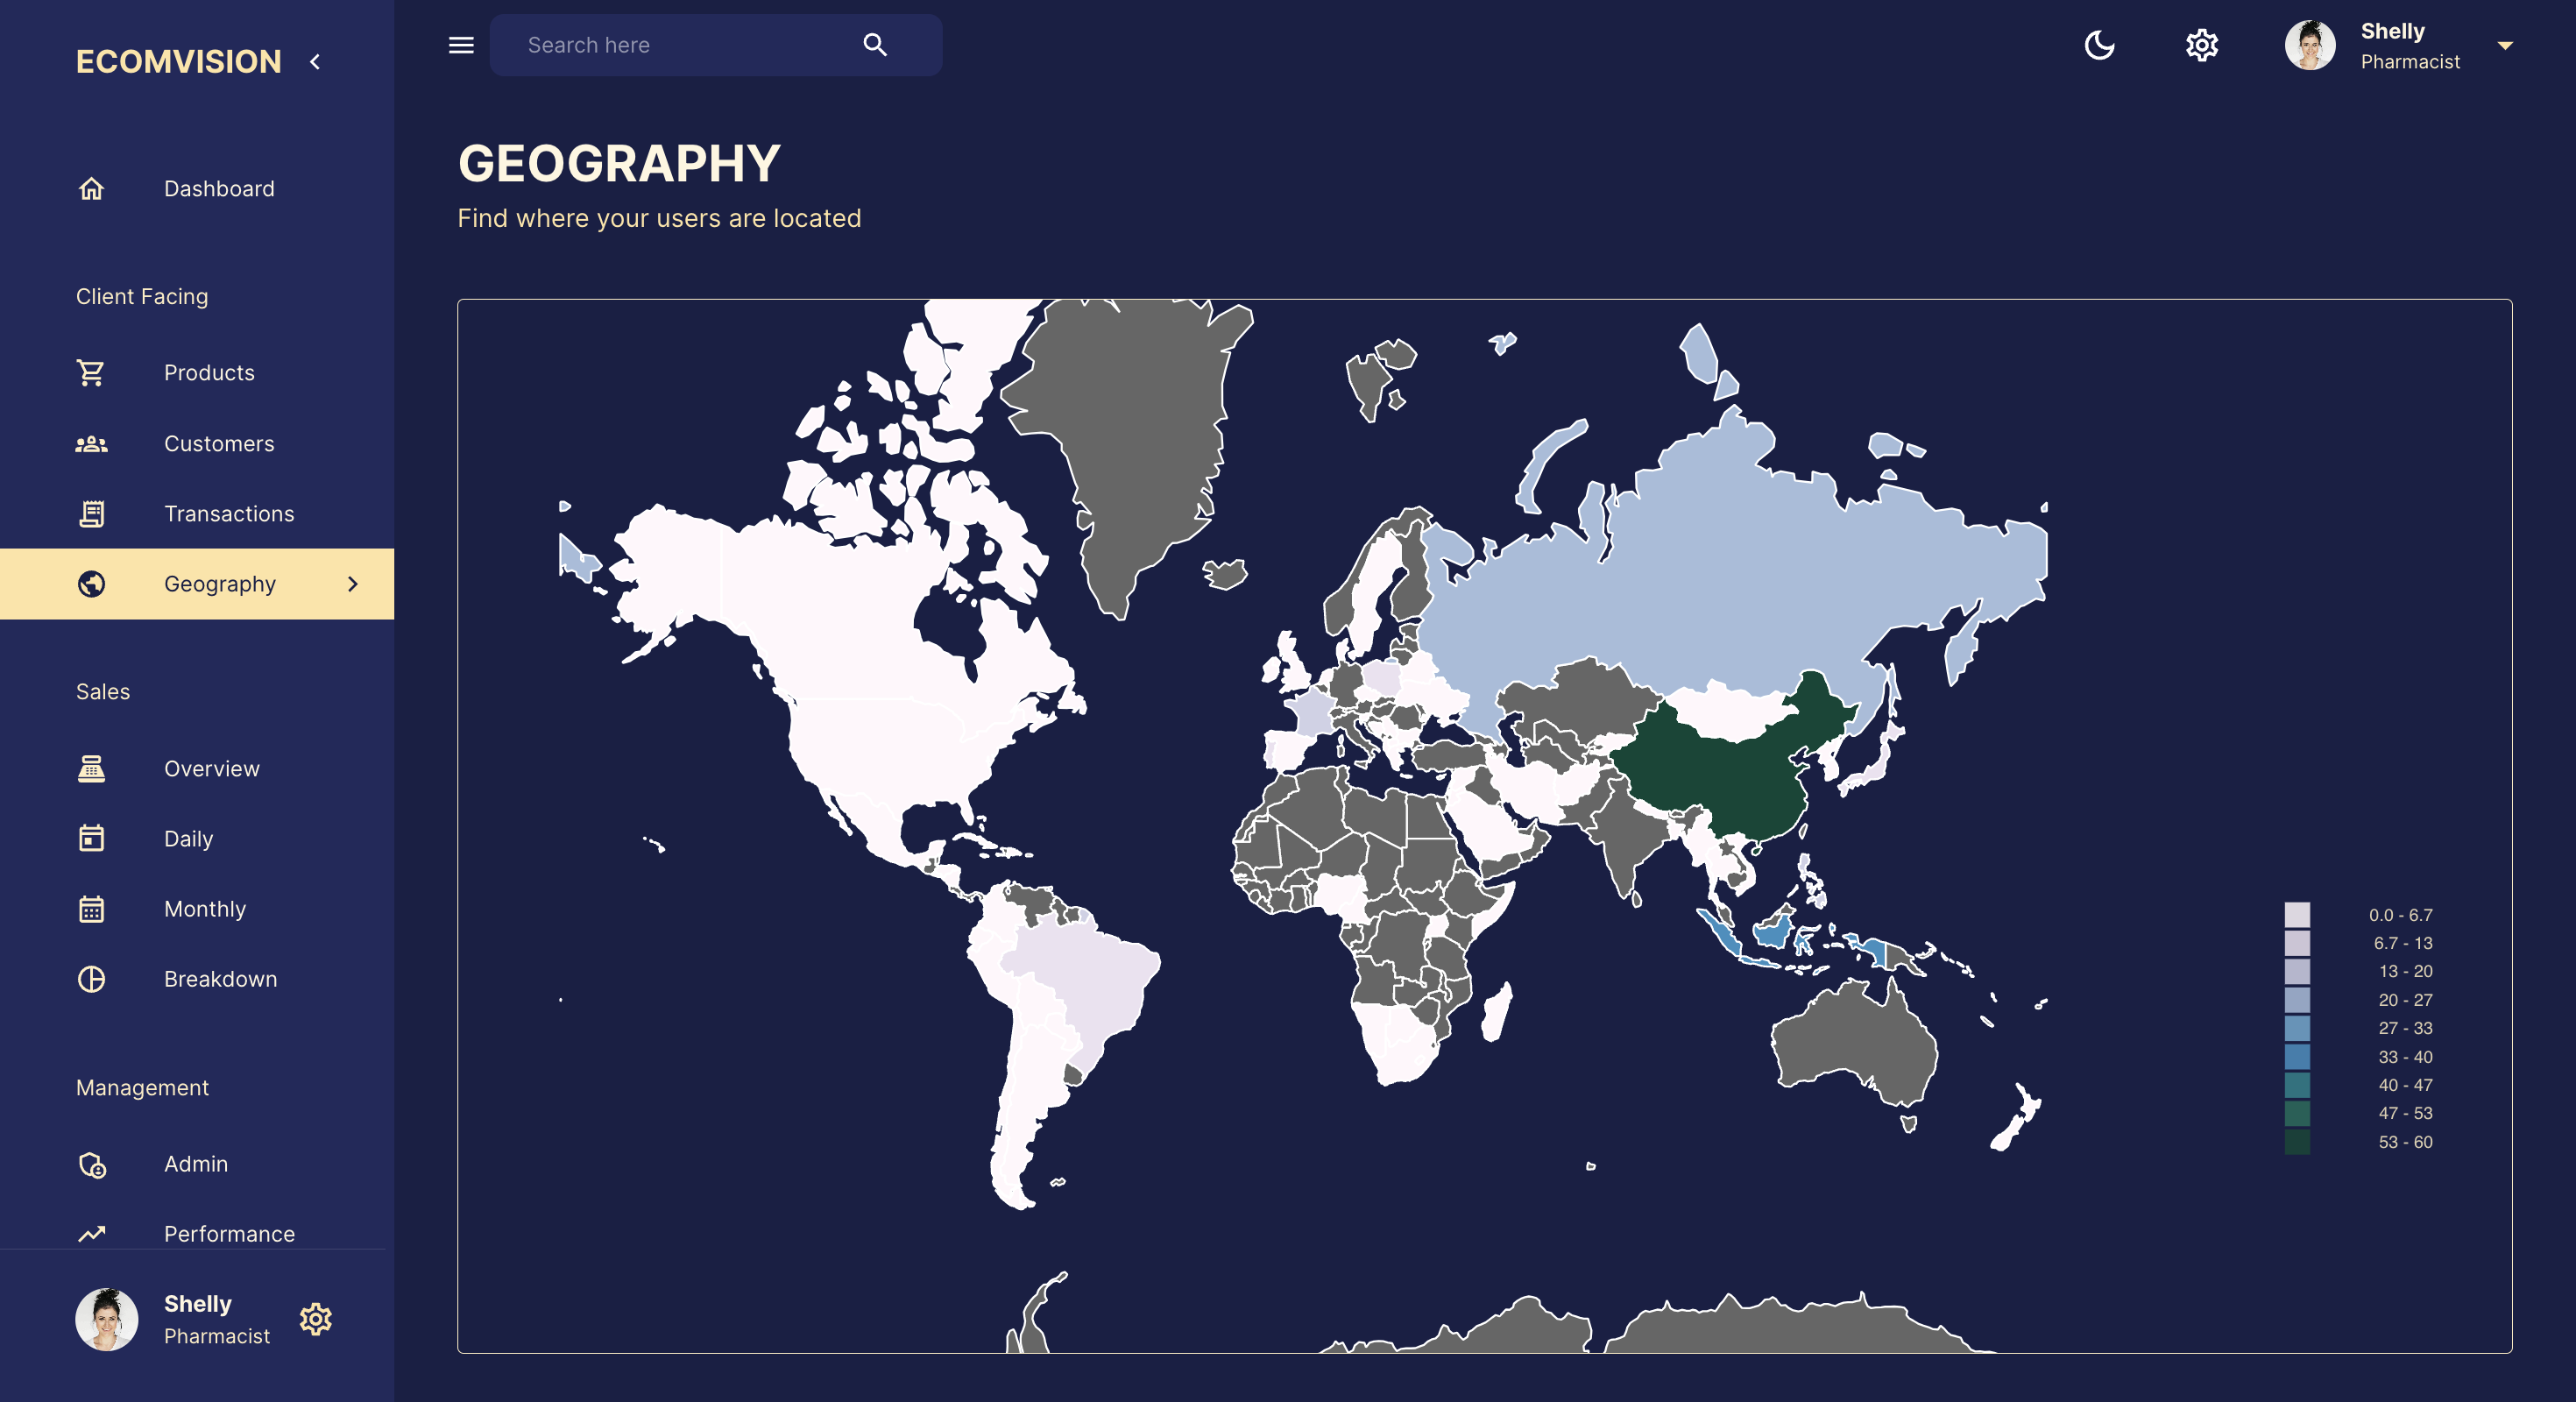 ECOMVISION
Dashboard
Client Facing
Products
Customers
Transactions
Geography
Sales
Overview
Daily
Monthly
Breakdown
Management
Admin
Performance
Shelly
Pharmacist
Search here
Shelly
Pharmacist
GEOGRAPHY
Find where your users are located
0.0 - 6.7
6.7 - 13
13 - 20
20 - 27
27 - 33
33 - 40
40 - 47
47 - 53
53 - 60